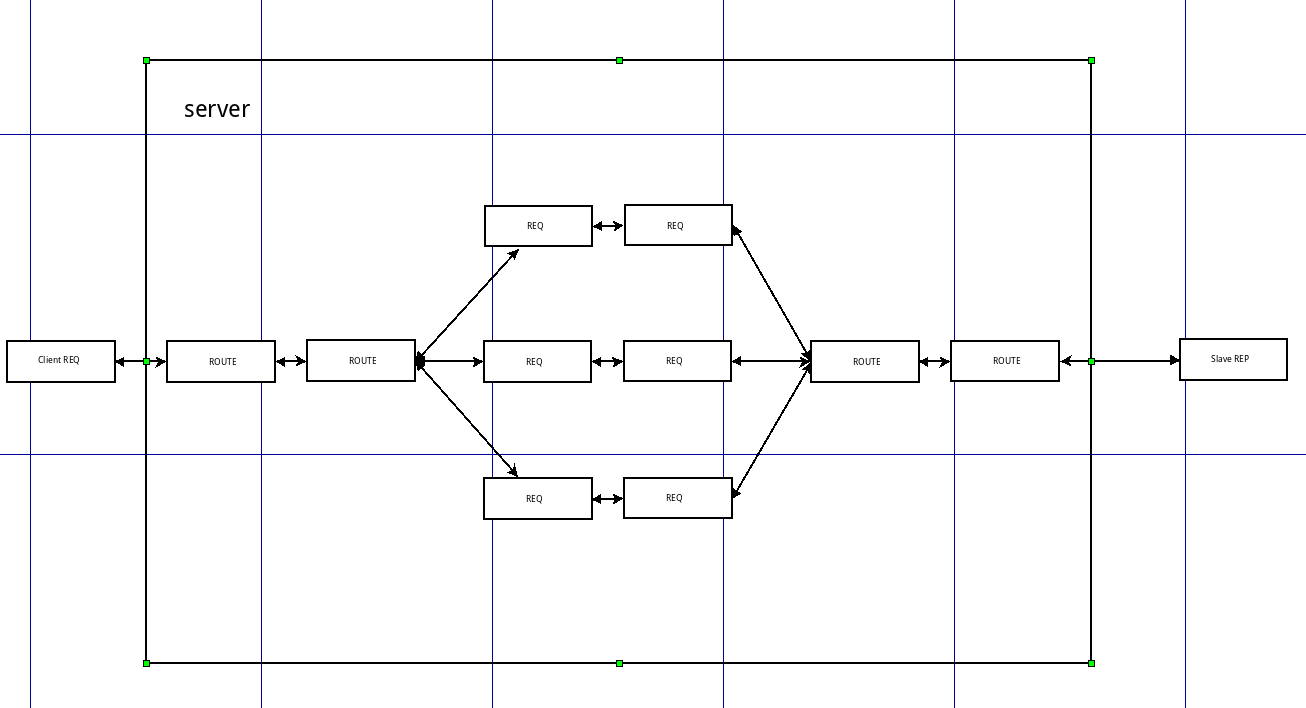 server
REQ
REQ
Client REQ
ROUTE
ROUTE
REQ
REQ
ROUTE
ROUTE
Slave REP
REQ
REQ